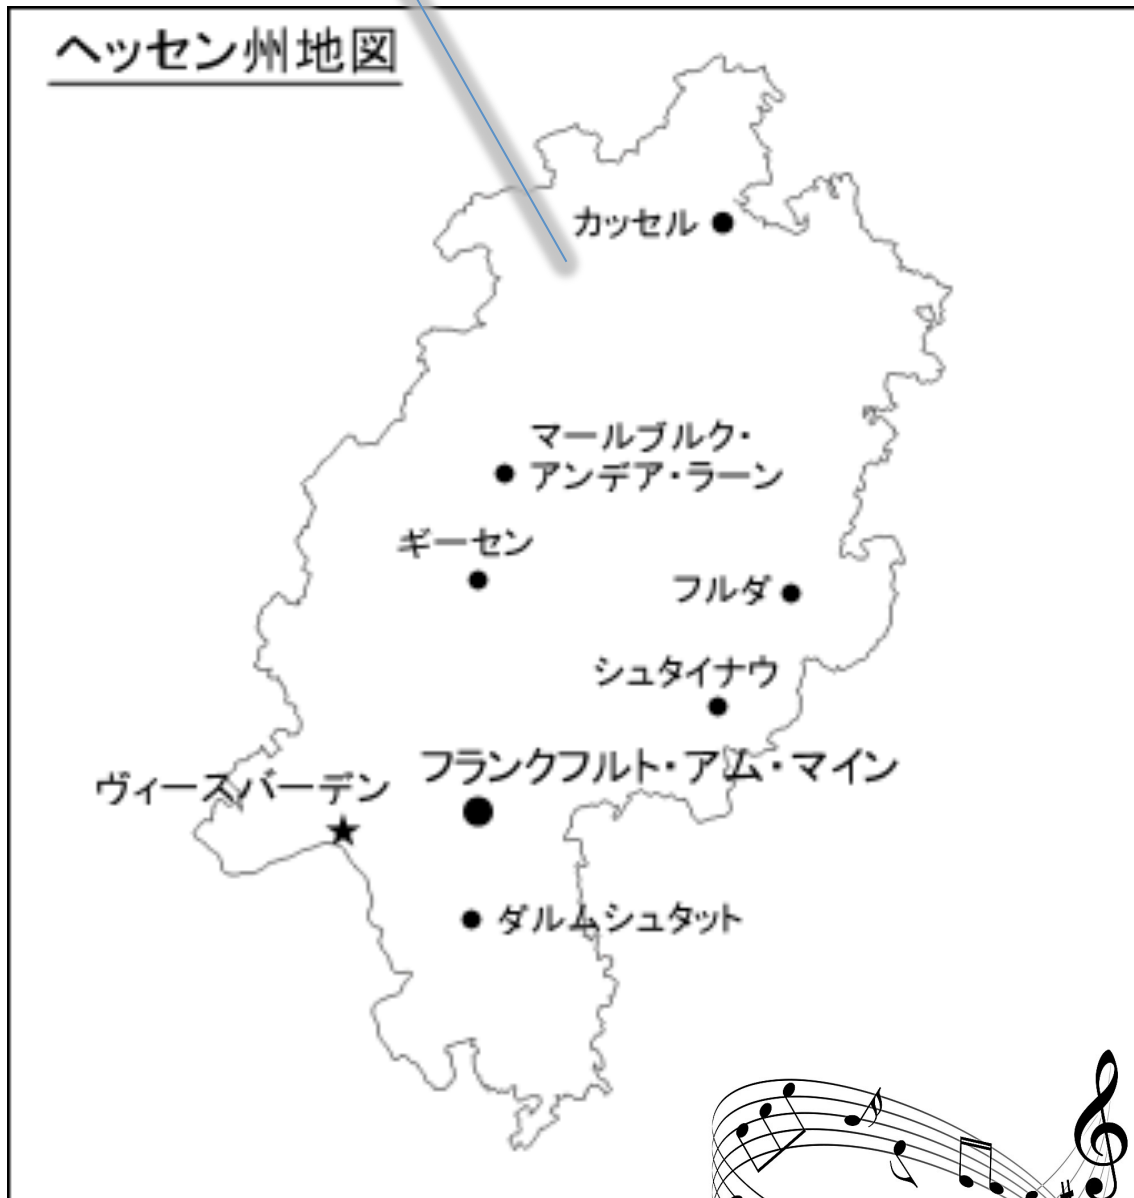 ヘッセン州地図
カッセル
マールブルク・
アンデア・ラーン
ギーセン
フルダ
シュタイナウ
フランクフルト・アム・マイン
ヴィースバーデン
ダルムシュタット